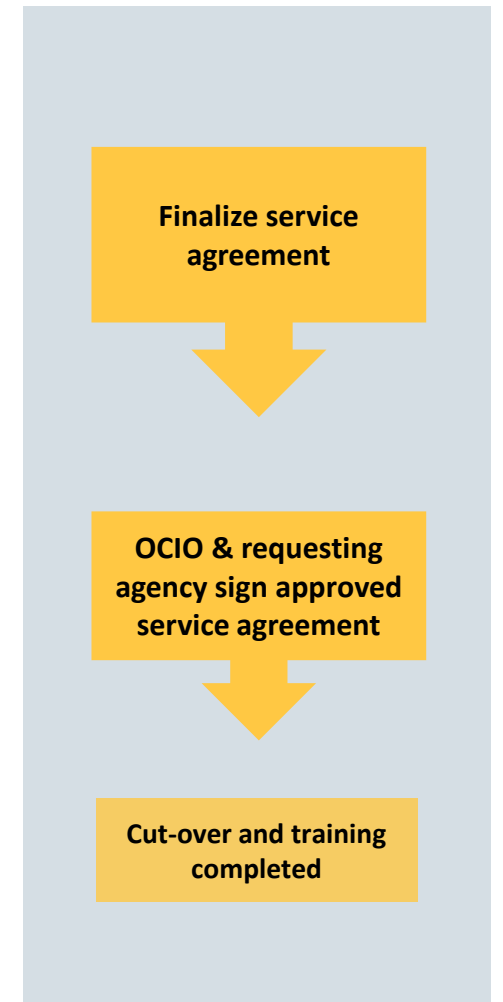 Finalize service
agreement
OCIO & requesting
agency sign approved
service agreement
Cut-over and training
completed